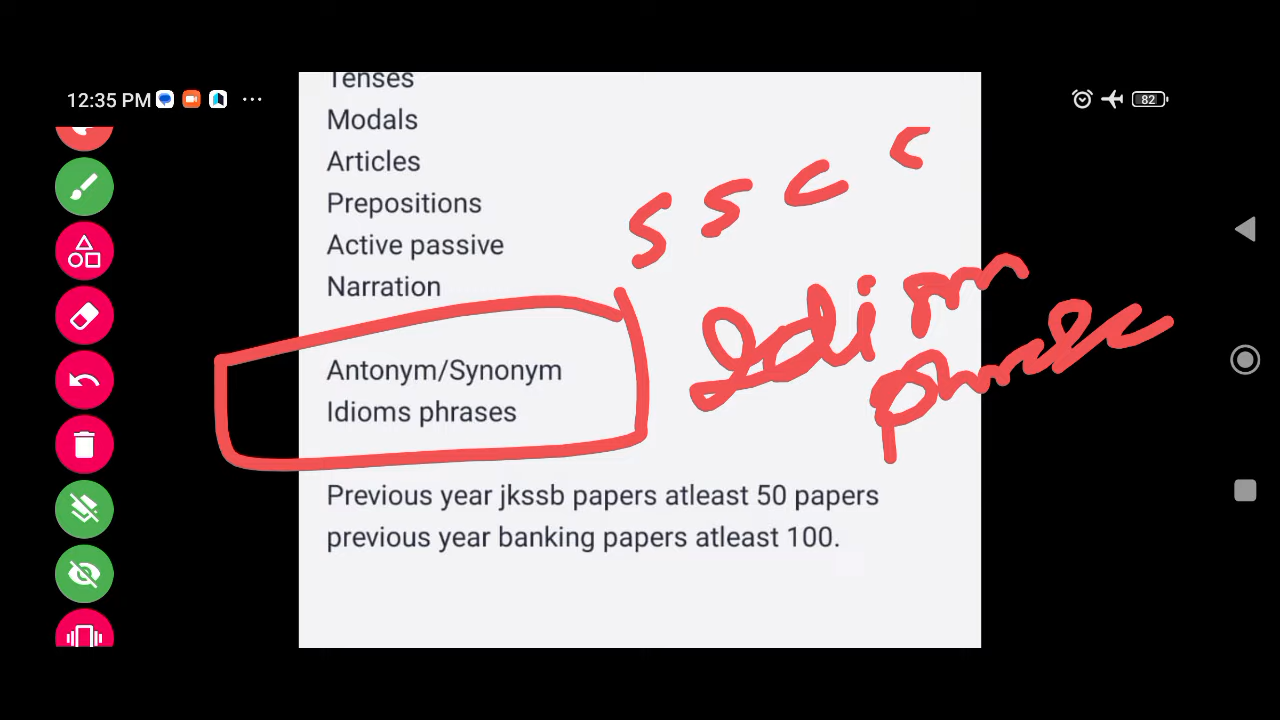 12:35 PM
82
Tenses
Modals
Articles
Prepositions
Active passive
Narration
Antonym/Synonym
Idioms phrases
Previous year jkssb papers atleast 50 papers
previous year banking papers atleast 100.
S S C C
Idiom
phrase